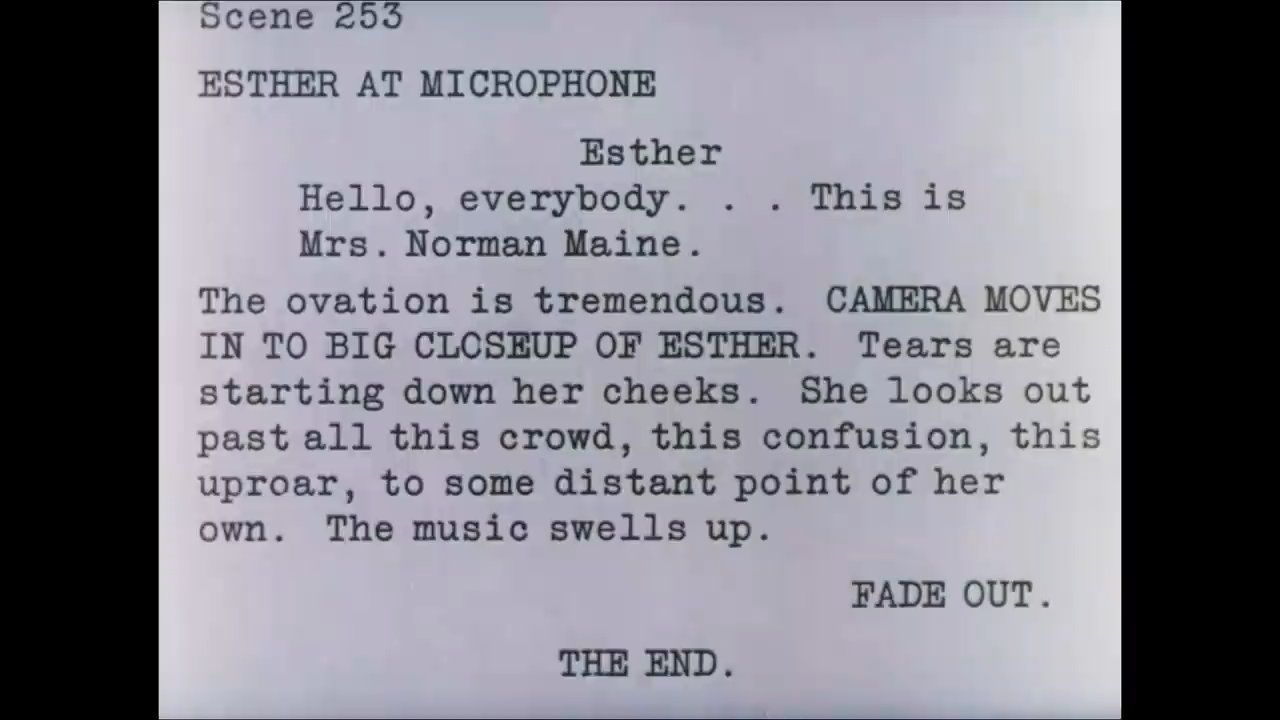 Scene 253
ESTHER AT MICROPHONE
Esther
Hello, everybody. . . This is
Mrs. Norman Maine.
The ovation is tremendous. CAMERA MOVES
IN TO BIG CLOSEUP OF ESTHER. Tears are
starting down her cheeks. She looks out
past all this crowd, this confusion, this
uproar, to some distant point of her
own. The music swells up.
FADE OUT.
THE END.